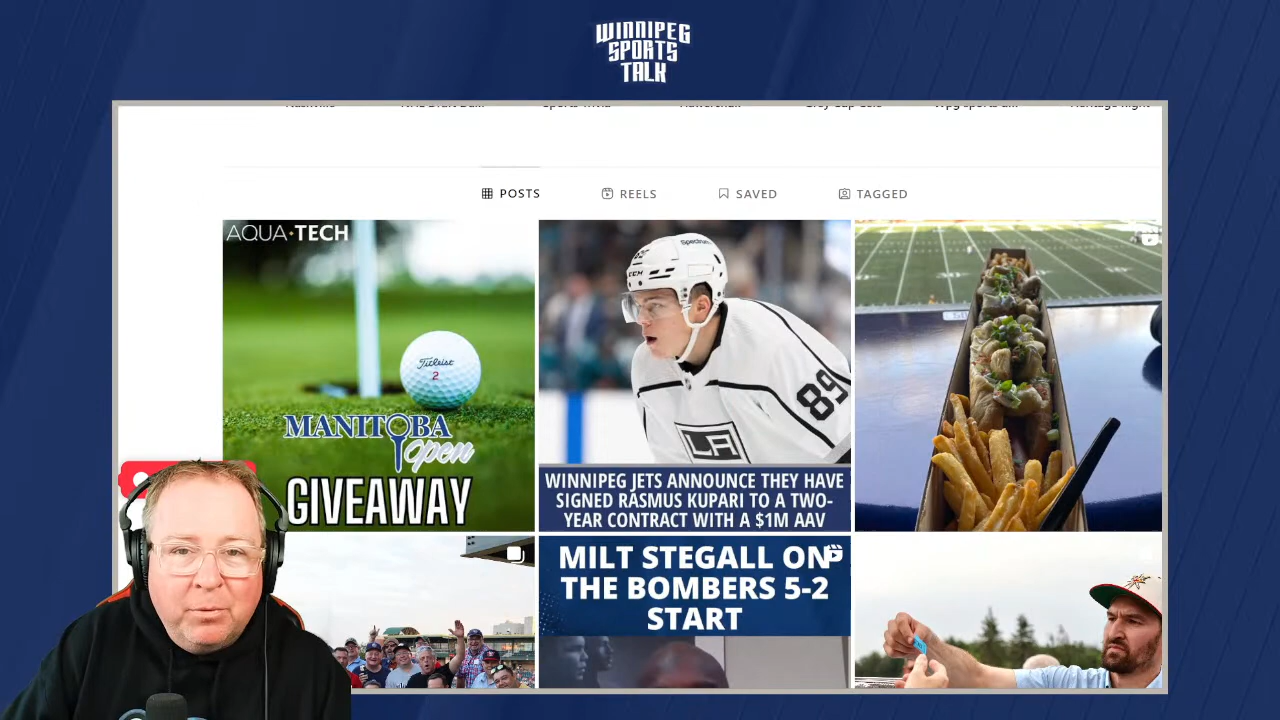 WINNIPEG
SPORTS
TALK
POSTS
REELS
SAVED
TAGGED
AQUA TECH
Titleist
2
MANITOBA
open
GIVEAWAY
Spectrum
CCM
89
LA
WINNIPEG JETS ANNOUNCE THEY HAVE
SIGNED RASMUS KUPARI TO A TWO-
YEAR CONTRACT WITH A $1M AAV
MILT STEGALL ON
THE BOMBERS 5-2
START